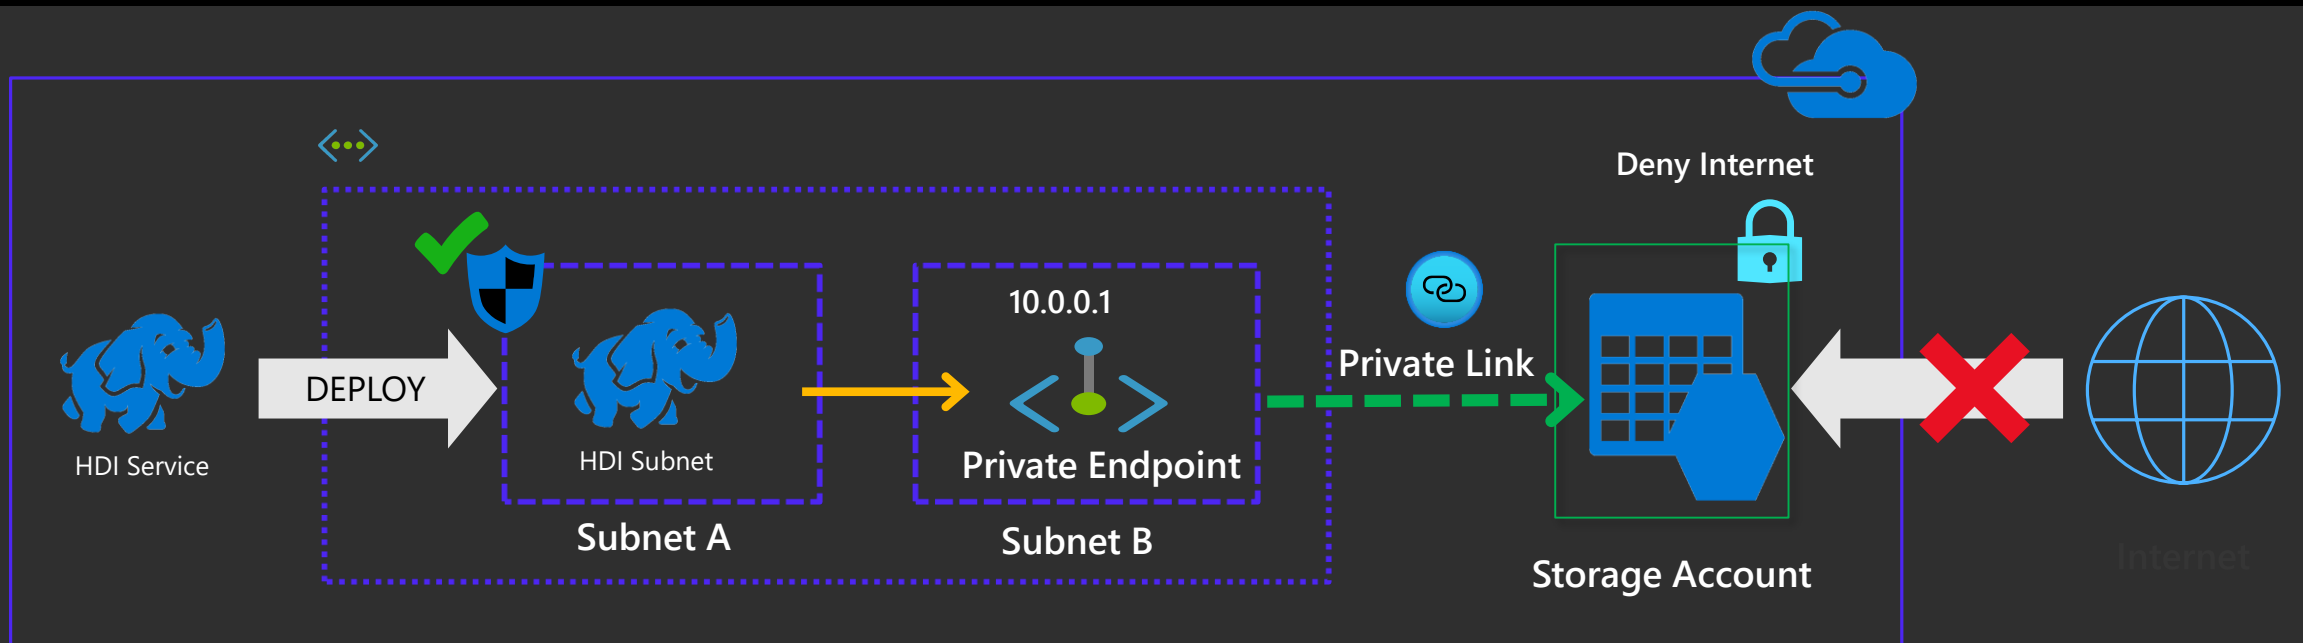 Deny Internet
10.0.0.1
Private Link
DEPLOY
HDI Service
HDI Subnet
Private Endpoint
Subnet A
Subnet B
Storage Account
Internet